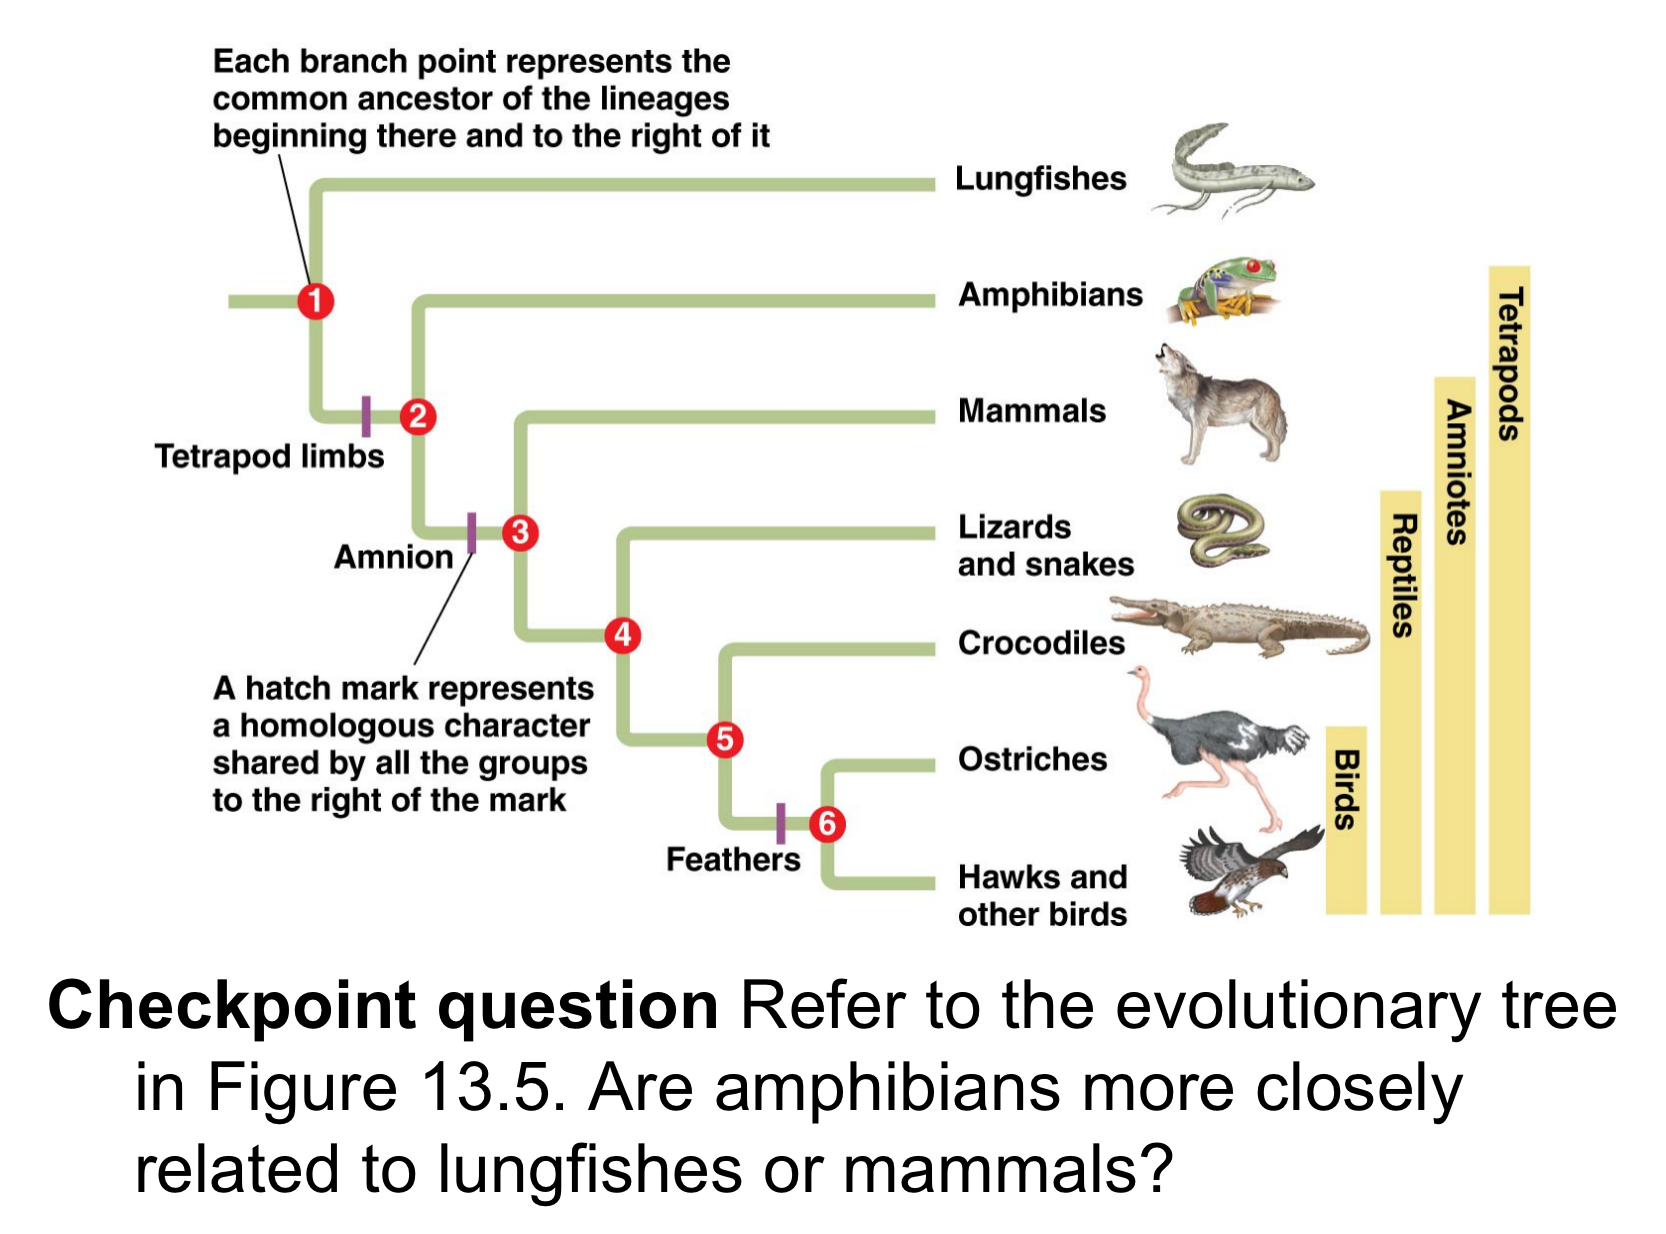 Each branch point represents the
common ancestor of the lineages
beginning there and to the right of it
Lungfishes
1
Amphibians
Tetrapods
2
Mammals
Amniotes
Tetrapod limbs
3
Lizards
and snakes
Reptiles
Amnion
4
Crocodiles
A hatch mark represents
a homologous character
shared by all the groups
to the right of the mark
5
Ostriches
Birds
6
Feathers
Hawks and
other birds
Checkpoint question Refer to the evolutionary tree
in Figure 13.5. Are amphibians more closely
related to lungfishes or mammals?